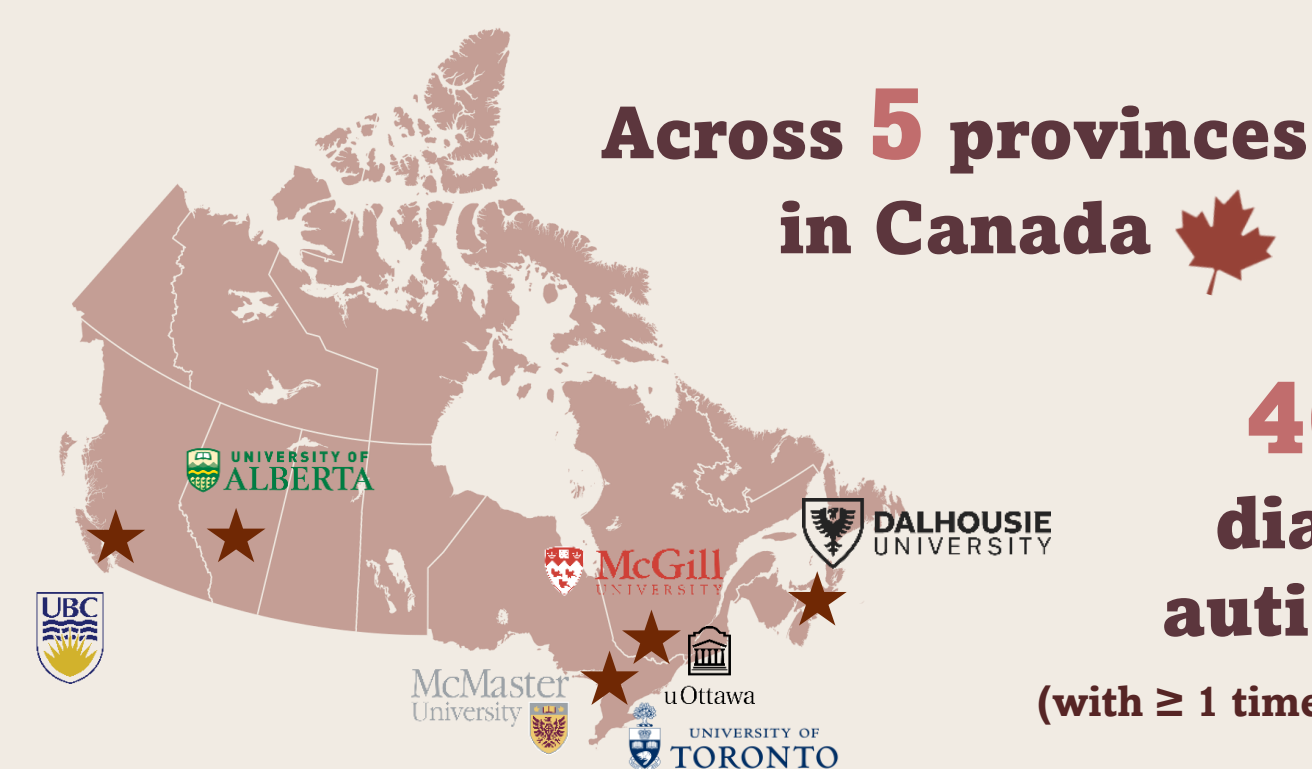 Across 5 provinces
in Canada
UNIVERSITY OF
ALBERTA
DALHOUSIE
UNIVERSITY
McGill
UNIVERSITY
UBC
McMaster
University
uOttawa
UNIVERSITY OF
TORONTO
(with ≥ 1 time